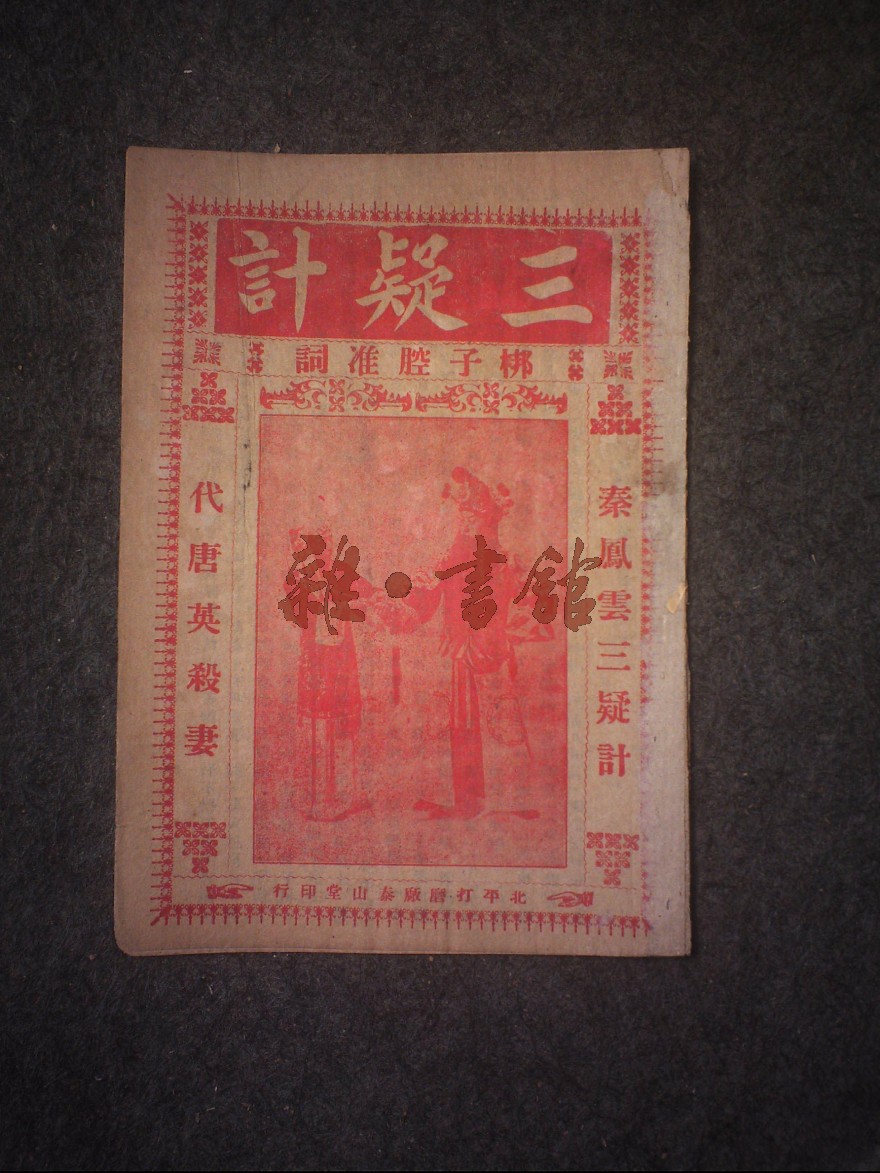 三疑計
梆子腔准詞
秦鳳雲三疑計
代唐英殺妻
雜·書館
北平打磨廠泰山堂印行